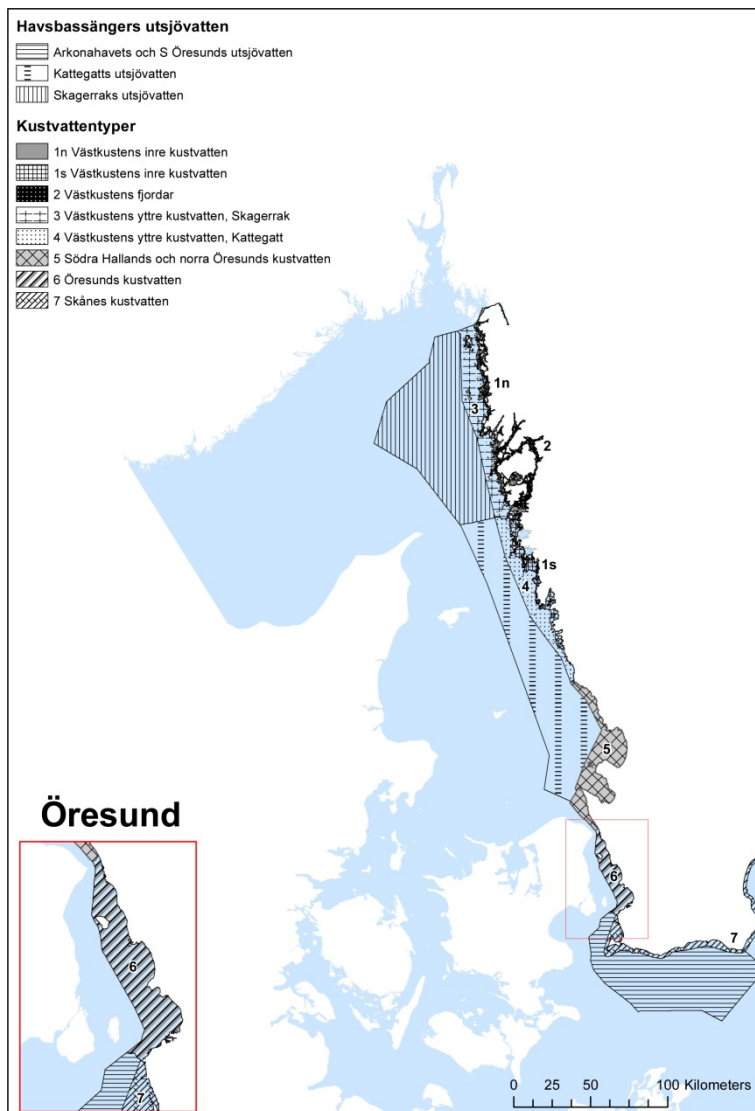 Havsbassängers utsjövatten
Arkonahavets och S Öresunds utsjövatten
Kattegatts utsjövatten
Skagerraks utsjövatten
Kustvattentyper
1n Västkustens inre kustvatten
1s Västkustens inre kustvatten
2 Västkustens fjordar
3 Västkustens yttre kustvatten, Skagerrak
4 Västkustens yttre kustvatten, Kattegatt
5 Södra Hallands och norra Öresunds kustvatten
6 Öresunds kustvatten
7 Skånes kustvatten
1n
3
2
1s
4
5
Öresund
6
7
6
7
0 25 50 100 Kilometers